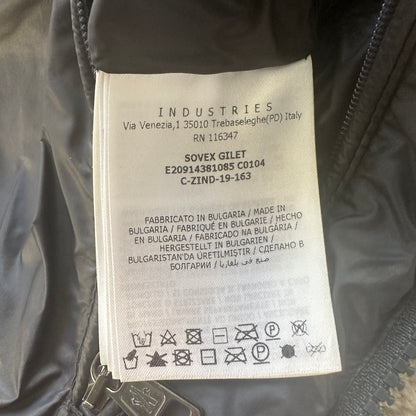 INDUSTRIES
Via Venezia,1 35010 Trebaseleghe(PD) Italy
RN 116347
SOVEX GILET
E20914381085 C0104
C-ZIND-19-163
FABBRICATO IN BULGARIA / MADE IN
BULGARIA / FABRIQUÉ EN BULGARIE / HECHO
EN BULGARIA / FABRICADO NA BULGÁRIA /
HERGESTELLT IN BULGARIEN /
BULGARISTAN'DA ÜRETILMIŞTIR / СДЕЛАНО В
БОЛГАРИИ / صنع في بلغاريا